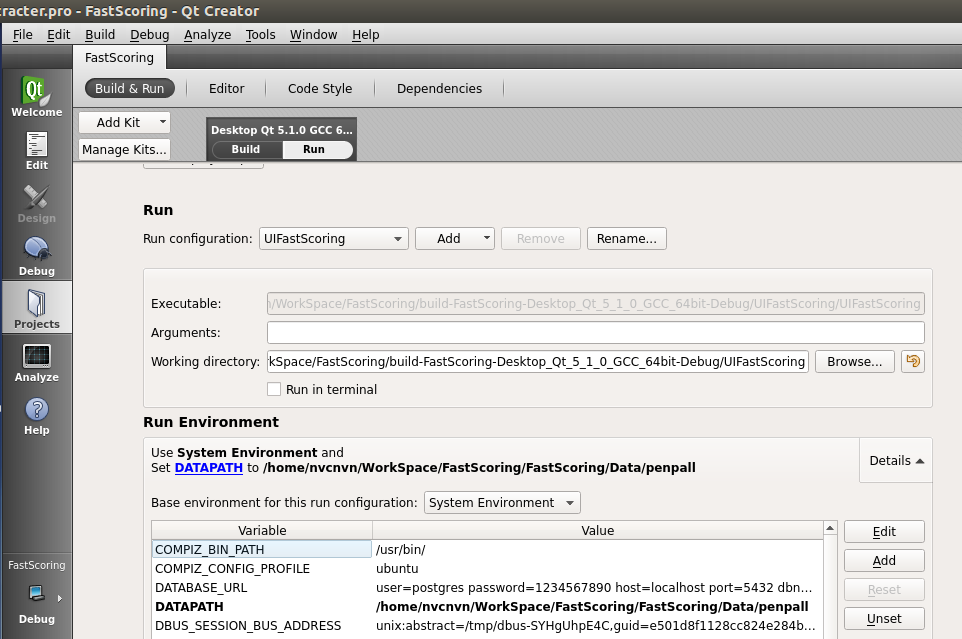 tracter.pro - FastScoring - Qt Creator
File Edit Build Debug Analyze Tools Window Help
FastScoring
Build & Run Editor Code Style Dependencies
Welcome
Edit
Design
Debug
Projects
Analyze
Help
FastScoring
Debug
Add Kit
Manage Kits...
Desktop Qt 5.1.0 GCC 6...
Build Run
Run
Run configuration: UIFastScoring Add Remove Rename...
Executable: /WorkSpace/FastScoring/build-FastScoring-Desktop_Qt_5_1_0_GCC_64bit-Debug/UIFastScoring/UIFastScoring
Arguments:
Working directory: kSpace/FastScoring/build-FastScoring-Desktop_Qt_5_1_0_GCC_64bit-Debug/UIFastScoring Browse...
Run in terminal
Run Environment
Use System Environment and
Set DATAPATH to /home/nvcnvn/WorkSpace/FastScoring/FastScoring/Data/penpall
Details
Base environment for this run configuration: System Environment
Variable Value
COMPIZ_BIN_PATH /usr/bin/
COMPIZ_CONFIG_PROFILE ubuntu
DATABASE_URL user=postgres password=1234567890 host=localhost port=5432 dbn...
DATAPATH /home/nvcnvn/WorkSpace/FastScoring/FastScoring/Data/penpall
DBUS_SESSION_BUS_ADDRESS unix:abstract=/tmp/dbus-SYHgUhpE4C,guid=e501d8f1128cc824e284b...
Edit
Add
Reset
Unset